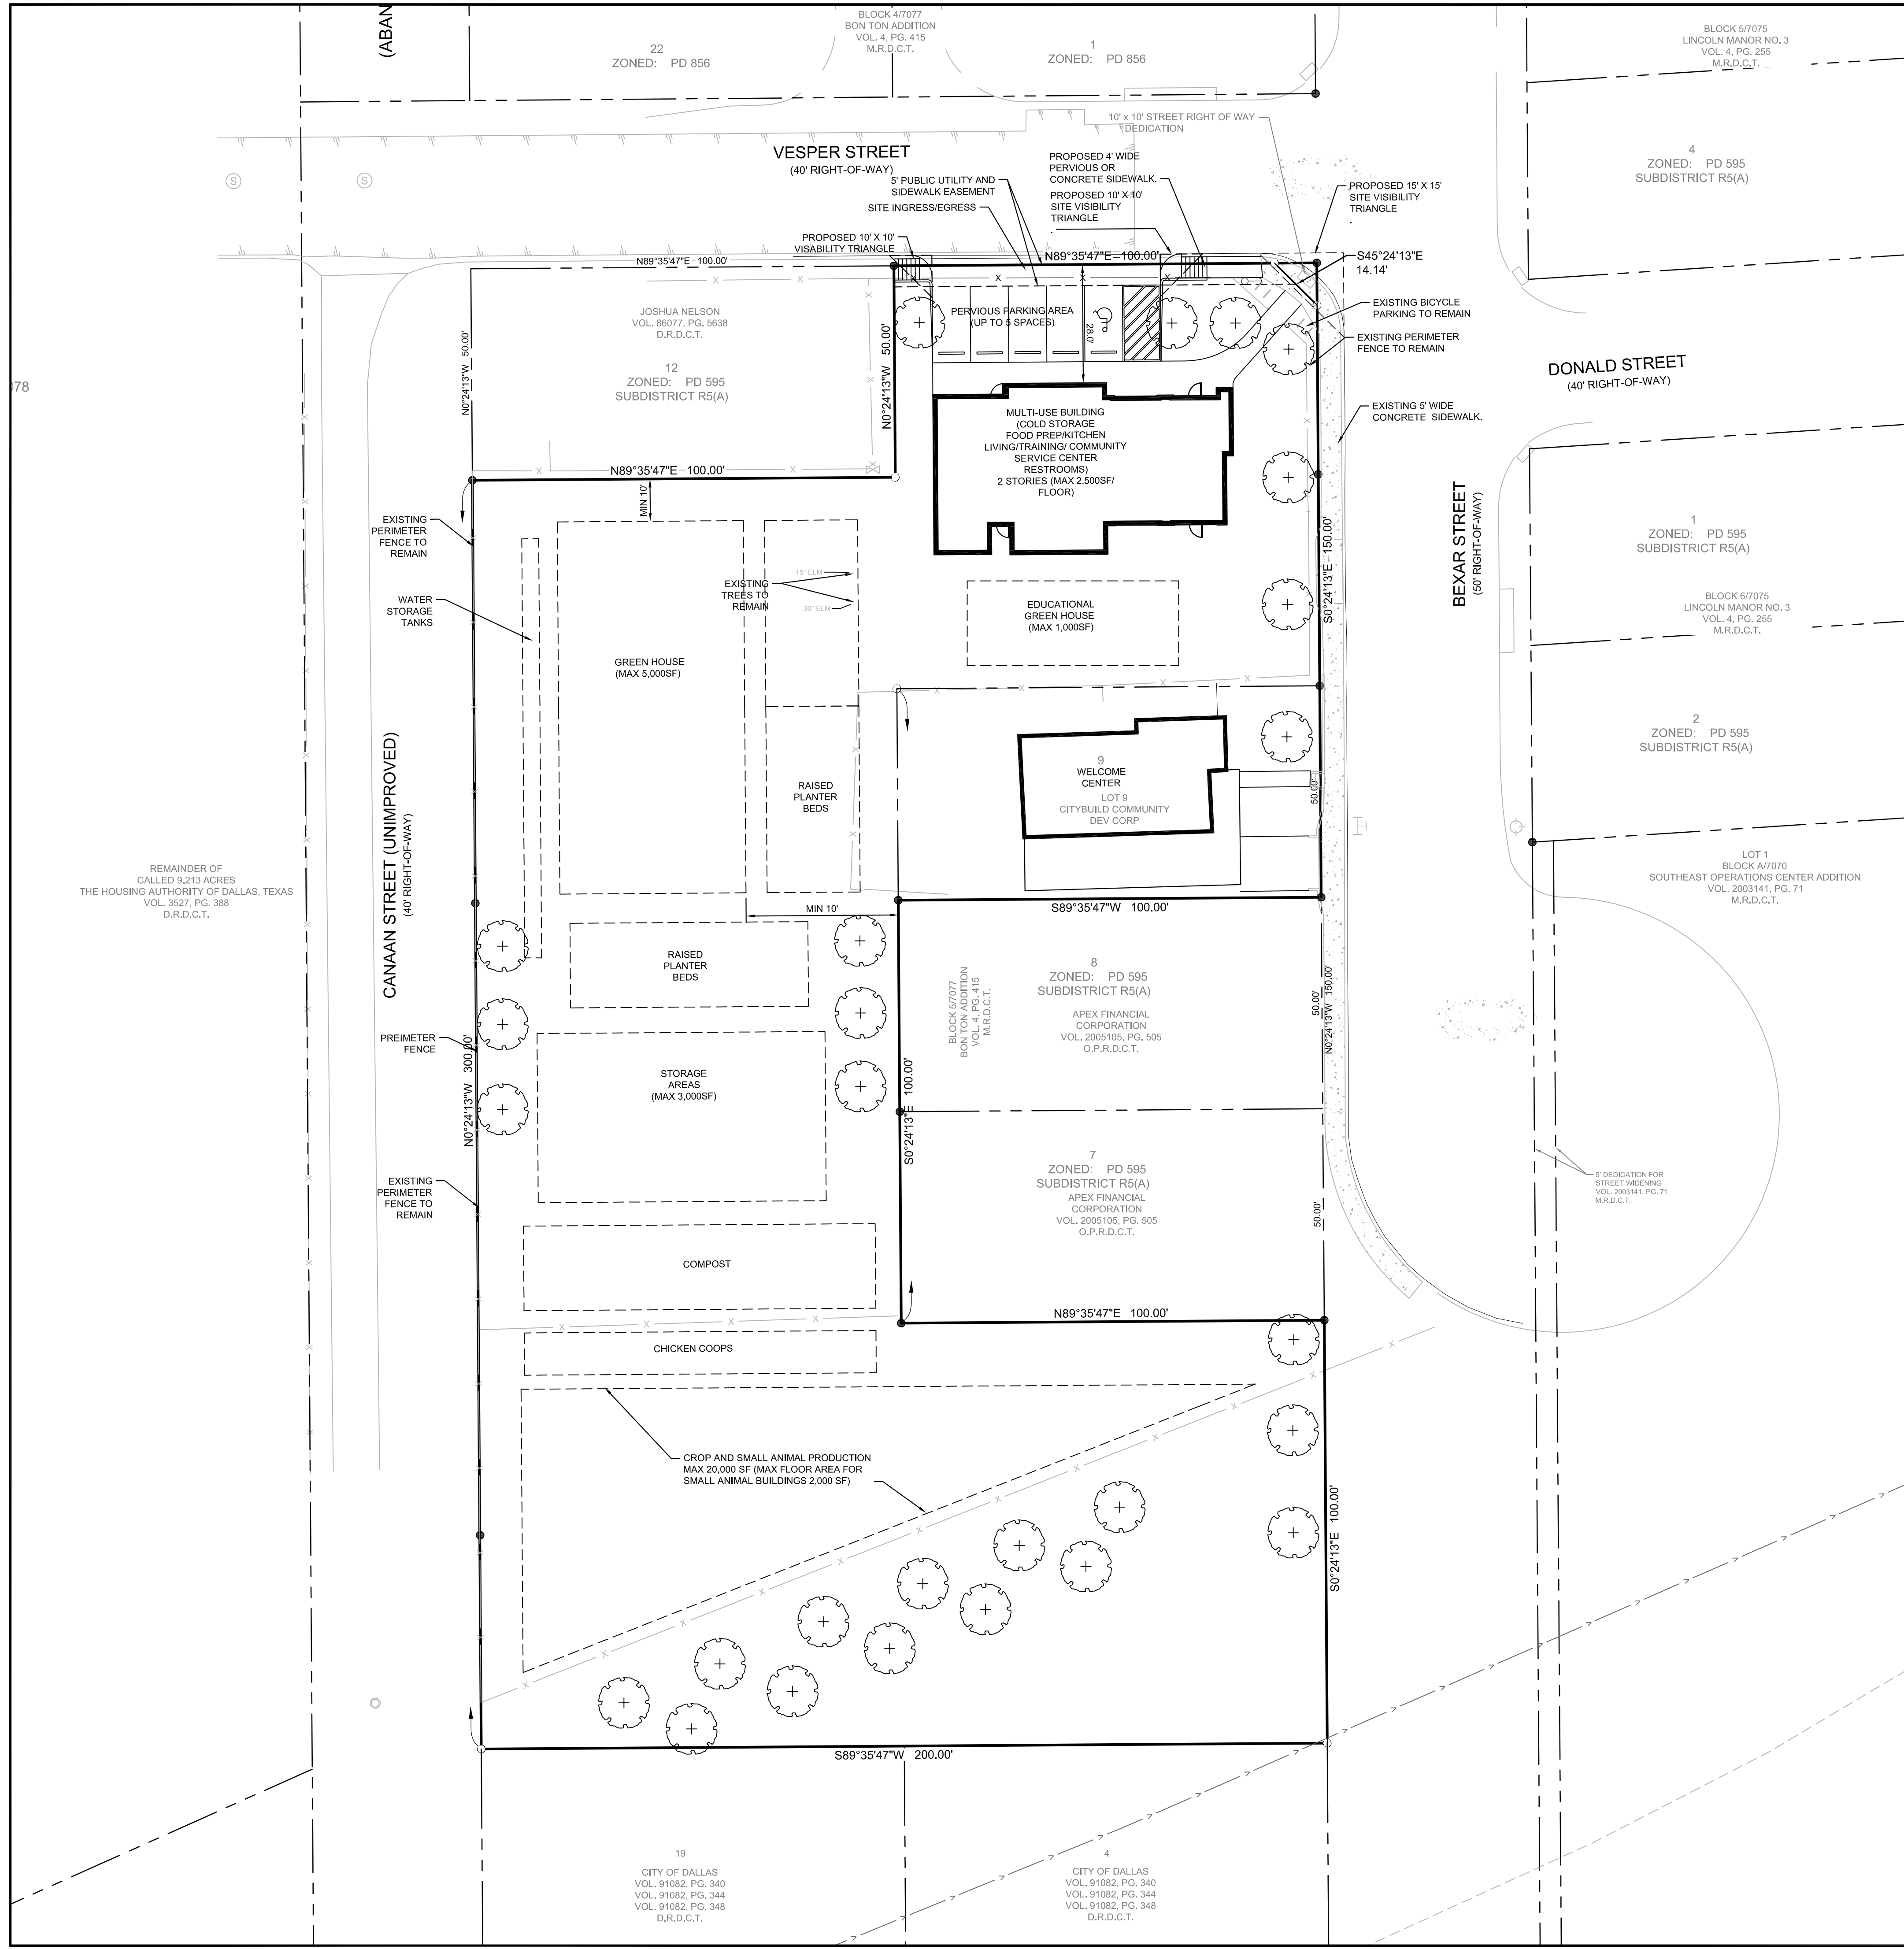 (ABAN
BLOCK 4/7077
BON TON ADDITION
VOL. 4, PG. 415
M.R.D.C.T.
22
ZONED: PD 856
1
ZONED: PD 856
BLOCK 5/7075
LINCOLN MANOR NO. 3
VOL. 4, PG. 255
M.R.D.C.T.
10' x 10' STREET RIGHT OF WAY
DEDICATION
VESPER STREET
(40' RIGHT-OF-WAY)
S
S
5' PUBLIC UTILITY AND
SIDEWALK EASEMENT
SITE INGRESS/EGRESS
PROPOSED 4' WIDE
PERVIOUS OR
CONCRETE SIDEWALK.
PROPOSED 10' X 10'
SITE VISIBILITY
TRIANGLE
.
PROPOSED 15' X 15'
SITE VISIBILITY
TRIANGLE
.
4
ZONED: PD 595
SUBDISTRICT R5(A)
PROPOSED 10' X 10'
VISABILITY TRIANGLE
N89°35'47"E 100.00'
N89°35'47"E 100.00'
S45°24'13"E
14.14'
EXISTING BICYCLE
PARKING TO REMAIN
EXISTING PERIMETER
FENCE TO REMAIN
JOSHUA NELSON
VOL. 86077, PG. 5638
D.R.D.C.T.
12
ZONED: PD 595
SUBDISTRICT R5(A)
N0°24'13"W 50.00'
N0°24'13"W 50.00'
PERVIOUS PARKING AREA
(UP TO 5 SPACES)
28.0'
078
DONALD STREET
(40' RIGHT-OF-WAY)
EXISTING 5' WIDE
CONCRETE SIDEWALK.
MULTI-USE BUILDING
(COLD STORAGE
FOOD PREP/KITCHEN
LIVING/TRAINING/ COMMUNITY
SERVICE CENTER
RESTROOMS)
2 STORIES (MAX 2,500SF/
FLOOR)
N89°35'47"E 100.00'
MIN 10'
EXISTING
PERIMETER
FENCE TO
REMAIN
WATER
STORAGE
TANKS
EXISTING
TREES TO
REMAIN
15" ELM
30" ELM
GREEN HOUSE
(MAX 5,000SF)
EDUCATIONAL
GREEN HOUSE
(MAX 1,000SF)
S0°24'13"E 150.00'
BEXAR STREET
(50' RIGHT-OF-WAY)
1
ZONED: PD 595
SUBDISTRICT R5(A)
BLOCK 6/7075
LINCOLN MANOR NO. 3
VOL. 4, PG. 255
M.R.D.C.T.
2
ZONED: PD 595
SUBDISTRICT R5(A)
RAISED
PLANTER
BEDS
9
WELCOME
CENTER
LOT 9
CITYBUILD COMMUNITY
DEV CORP
50.00'
CANAAN STREET (UNIMPROVED)
(40' RIGHT-OF-WAY)
REMAINDER OF
CALLED 9.213 ACRES
THE HOUSING AUTHORITY OF DALLAS, TEXAS
VOL. 3527, PG. 388
D.R.D.C.T.
LOT 1
BLOCK A/7070
SOUTHEAST OPERATIONS CENTER ADDITION
VOL. 2003141, PG. 71
M.R.D.C.T.
MIN 10'
S89°35'47"W 100.00'
RAISED
PLANTER
BEDS
BLOCK 5/7077
BON TON ADDITION
VOL. 4, PG. 415
M.R.D.C.T.
8
ZONED: PD 595
SUBDISTRICT R5(A)
APEX FINANCIAL
CORPORATION
VOL. 2005105, PG. 505
O.P.R.D.C.T.
50.00'
N0°24'13"W 150.00'
PREIMETER
FENCE
N0°24'13"W 300.00'
STORAGE
AREAS
(MAX 3,000SF)
S0°24'13"E 100.00'
7
ZONED: PD 595
SUBDISTRICT R5(A)
APEX FINANCIAL
CORPORATION
VOL. 2005105, PG. 505
O.P.R.D.C.T.
50.00'
5' DEDICATION FOR
STREET WIDENING
VOL. 2003141, PG. 71
M.R.D.C.T.
EXISTING
PERIMETER
FENCE TO
REMAIN
COMPOST
N89°35'47"E 100.00'
CHICKEN COOPS
CROP AND SMALL ANIMAL PRODUCTION
MAX 20,000 SF (MAX FLOOR AREA FOR
SMALL ANIMAL BUILDINGS 2,000 SF)
S0°24'13"E 100.00'
S89°35'47"W 200.00'
19
CITY OF DALLAS
VOL. 91082, PG. 340
VOL. 91082, PG. 344
VOL. 91082, PG. 348
D.R.D.C.T.
4
CITY OF DALLAS
VOL. 91082, PG. 340
VOL. 91082, PG. 344
VOL. 91082, PG. 348
D.R.D.C.T.